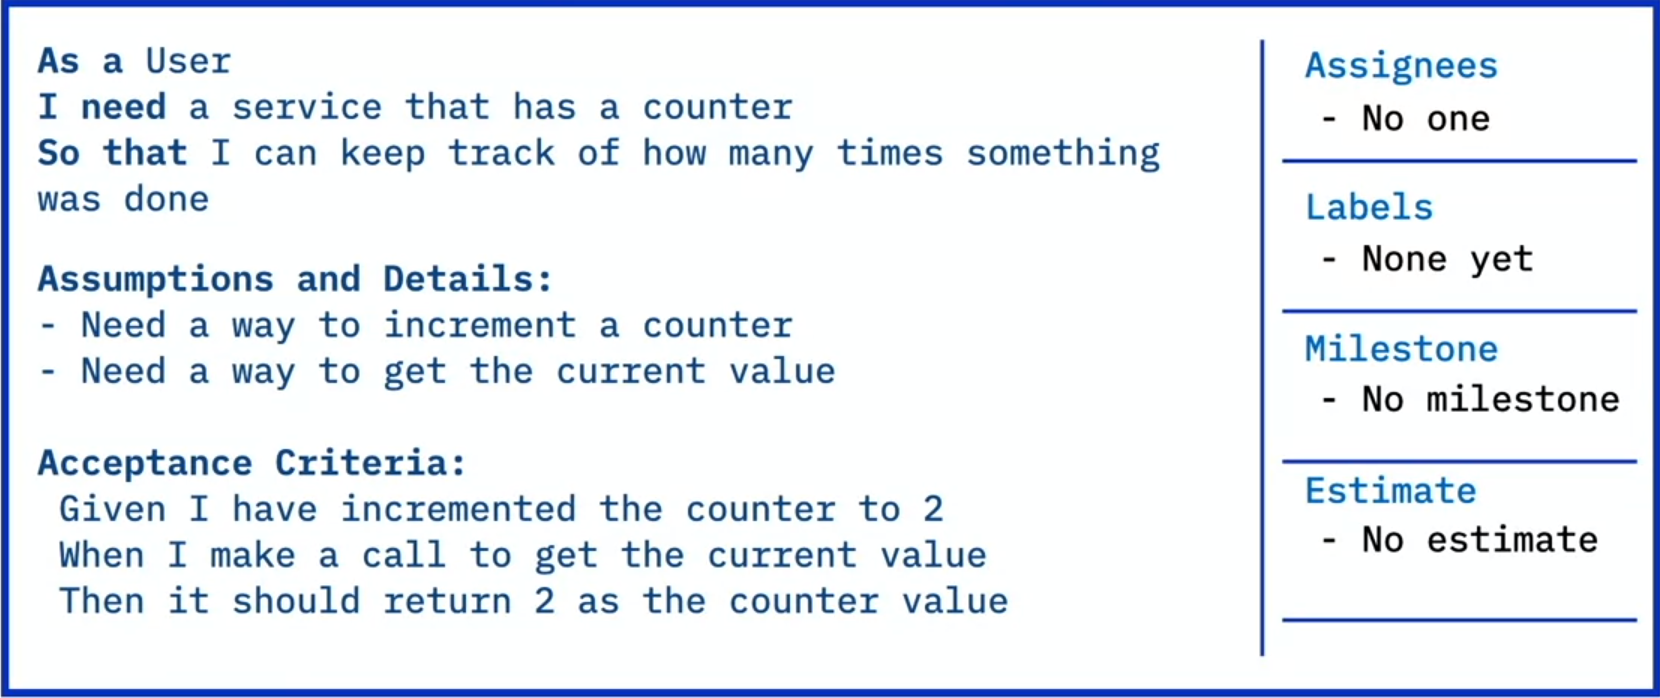 As a User
I need a service that has a counter
So that I can keep track of how many times something
was done
Assumptions and Details:
- Need a way to increment a counter
- Need a way to get the current value
Acceptance Criteria:
Given I have incremented the counter to 2
When I make a call to get the current value
Then it should return 2 as the counter value
Assignees
- No one
Labels
- None yet
Milestone
- No milestone
Estimate
- No estimate